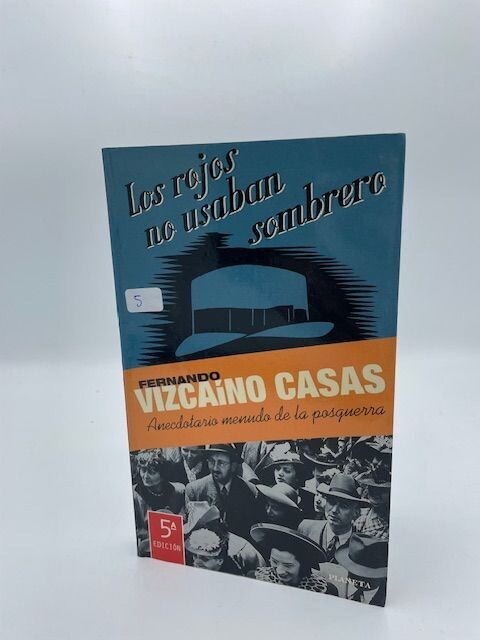 Los rojos
no usaban
sombrero
5
FERNANDO
VIZCAÍNO CASAS
Anecdotario menudo de la posguerra
5ª
EDICIÓN
PLANETA